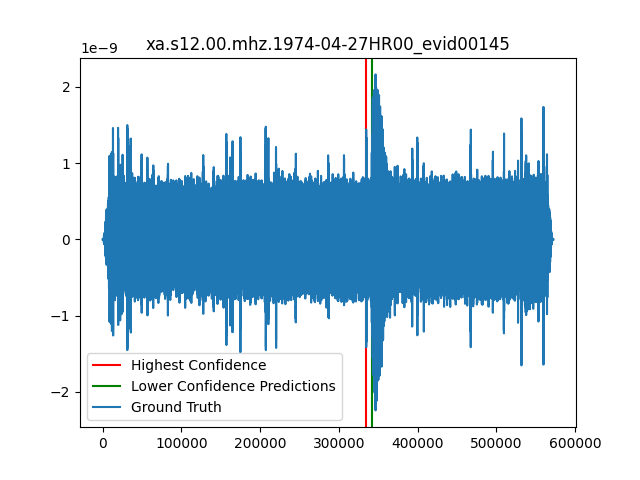 xa.s12.00.mhz.1974-04-27HR00_evid00145
1e−9
2
1
0
−1
−2
Highest Confidence
Lower Confidence Predictions
Ground Truth
0 100000 200000 300000 400000 500000 600000